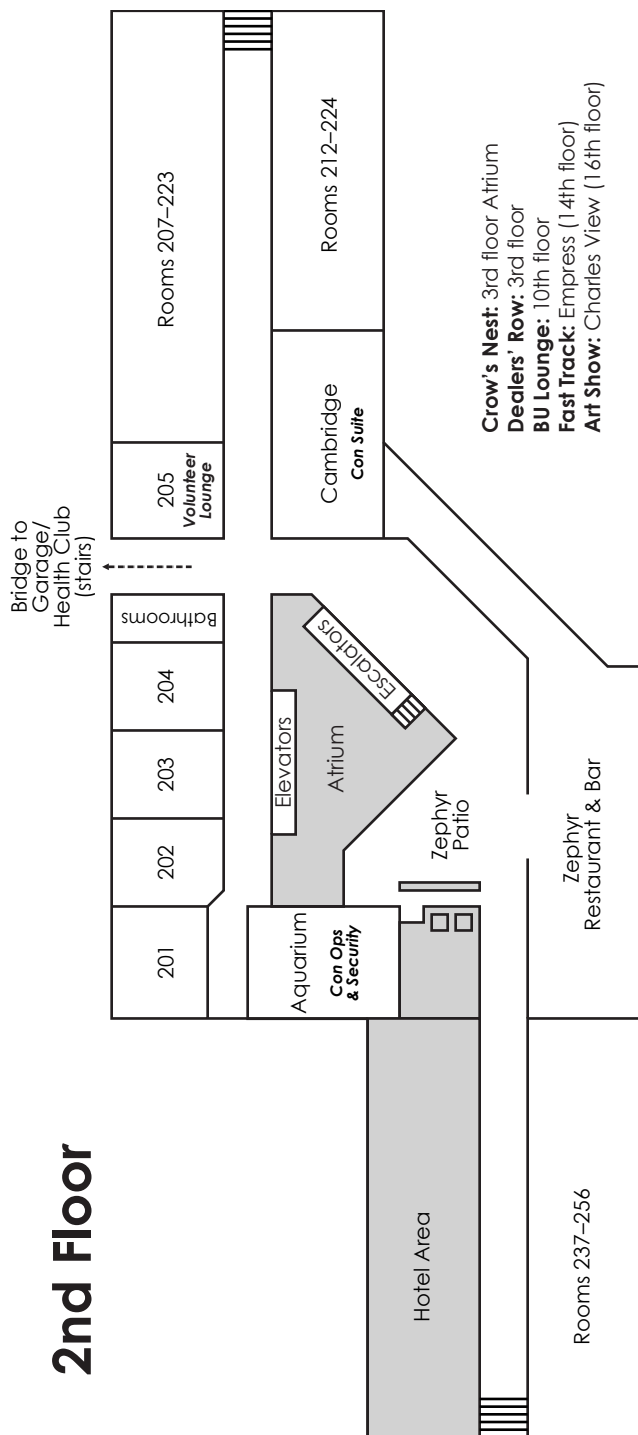 2nd Floor
Bridge to
Garage/
Health Club
(stairs)
201
202
203
204
Bathrooms
205
Volunteer
Lounge
Rooms 207–223
Aquarium
Con Ops
& Security
Elevators
Atrium
Escalators
Cambridge
Con Suite
Rooms 212–224
Hotel Area
Zephyr
Patio
Rooms 237–256
Zephyr
Restaurant & Bar
Crow's Nest: 3rd floor Atrium
Dealers' Row: 3rd floor
BU Lounge: 10th floor
Fast Track: Empress (14th floor)
Art Show: Charles View (16th floor)